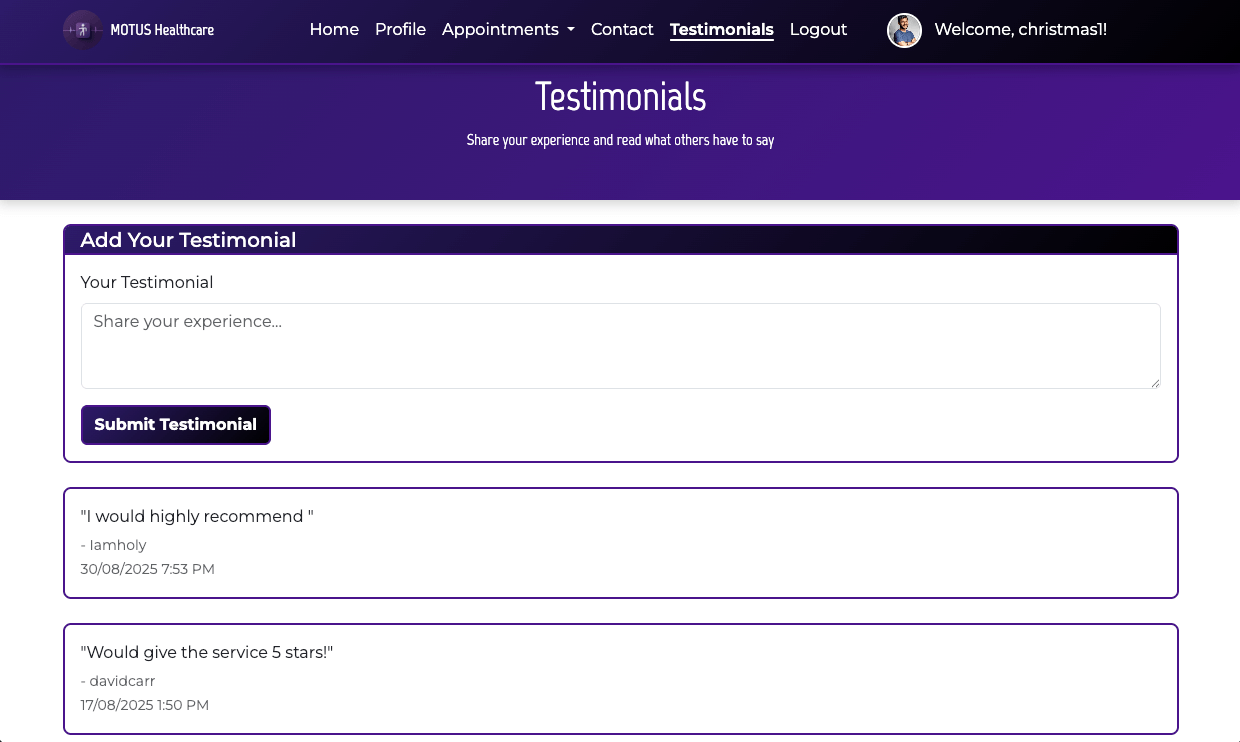 MOTUS Healthcare
Home Profile Appointments Contact Testimonials Logout Welcome, christmas1!
Testimonials
Share your experience and read what others have to say
Add Your Testimonial
Your Testimonial
Share your experience...
Submit Testimonial
"I would highly recommend "
- Iamholy
30/08/2025 7:53 PM
"Would give the service 5 stars!"
- davidcarr
17/08/2025 1:50 PM